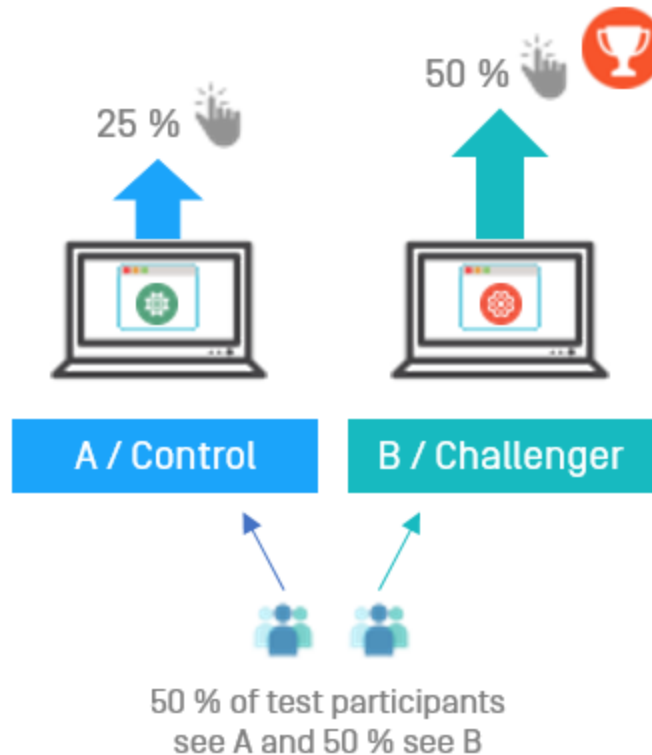 25 %
50 %
A / Control
B / Challenger
50 % of test participants
see A and 50 % see B